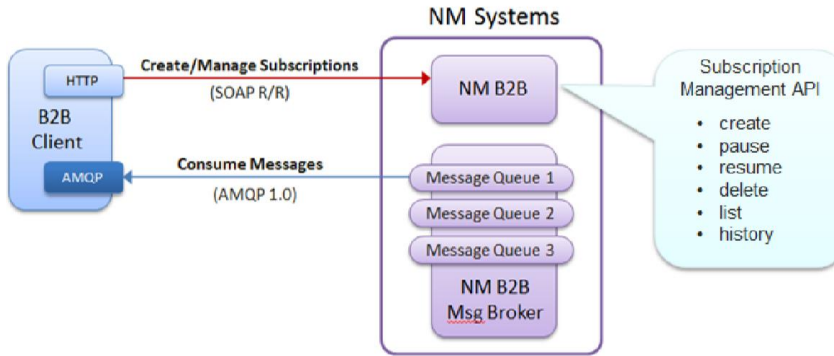 NM Systems
HTTP
B2B
Client
AMQP
Create/Manage Subscriptions
(SOAP R/R)
Consume Messages
(AMQP 1.0)
NM B2B
Message Queue 1
Message Queue 2
Message Queue 3
NM B2B
Msg Broker
Subscription
Management API
• create
• pause
• resume
• delete
• list
• history